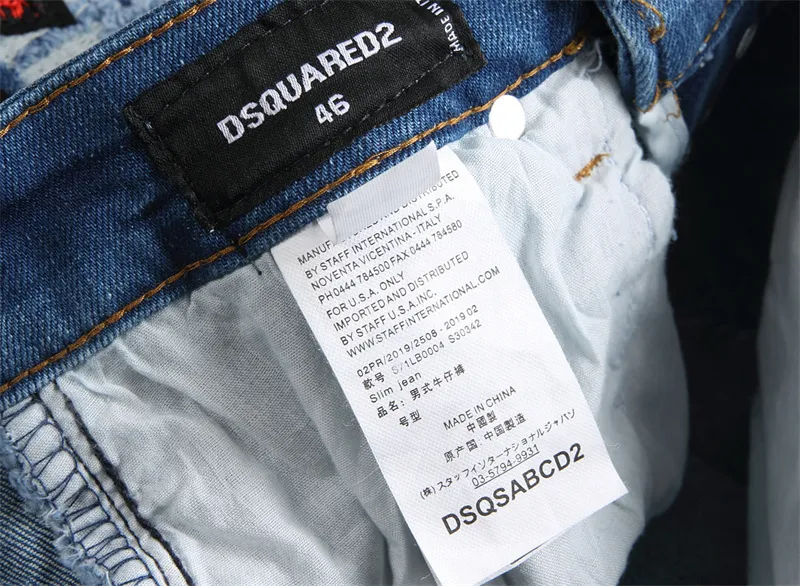 DSQUARED2
46
MADE IN
DISTRIBUTED
BY STAFF INTERNATIONAL S.P.A.
NOVENTA VICENTINA - ITALY
PH0444 784500 FAX0444 784580
FOR U.S.A. ONLY
IMPORTED AND DISTRIBUTED
BY STAFF U.S.A.INC.
WWW.STAFFINTERNATIONAL.COM
02PR/2019/2508 - 2019 02
款号 S71LB0004 S30342
Slim jean
品名: 男式牛仔褲
号型
MADE IN CHINA
中國製
原产国: 中国製造
(株) スタッフインターナショナルジャパン
03-5794-9931
DSQSABCD2